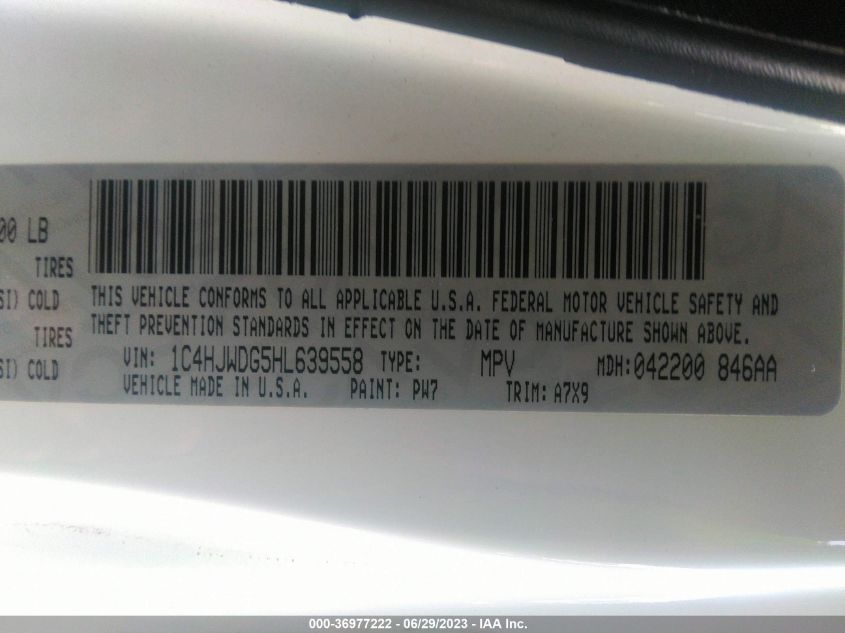 00 LB
TIRES
SI) COLD
TIRES
SI) COLD
THIS VEHICLE CONFORMS TO ALL APPLICABLE U.S.A. FEDERAL MOTOR VEHICLE SAFETY AND
THEFT PREVENTION STANDARDS IN EFFECT ON THE DATE OF MANUFACTURE SHOWN ABOVE.
VIN: 1C4HJWDG5HL639558 TYPE: MPV MDH:042200 846AA
VEHICLE MADE IN U.S.A. PAINT: PW7 TRIM: A7X9
000-36977222 - 06/29/2023 - IAA Inc.